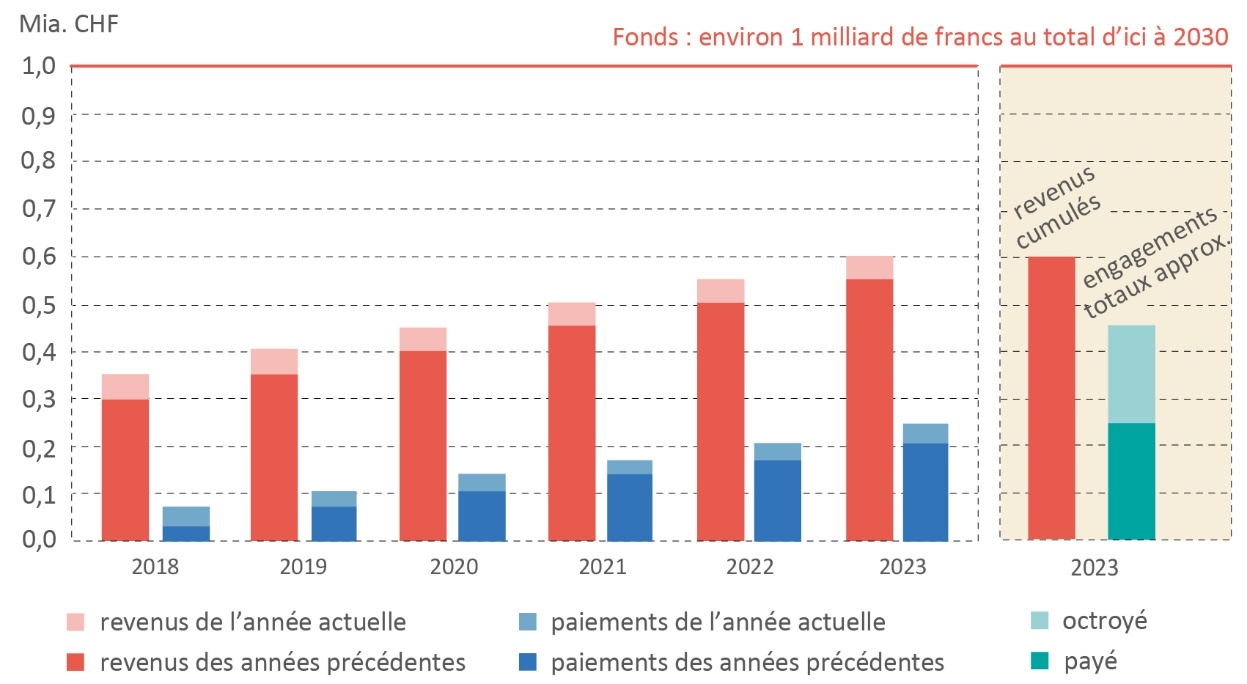 Mia. CHF
Fonds : environ 1 milliard de francs au total d’ici à 2030
1,0
0,9
0,8
0,7
0,6
0,5
0,4
0,3
0,2
0,1
0,0
revenus
cumulés
engagements
totaux approx.
2018
2019
2020
2021
2022
2023
2023
revenus de l’année actuelle
paiements de l’année actuelle
octroyé
revenus des années précédentes
paiements des années précédentes
payé